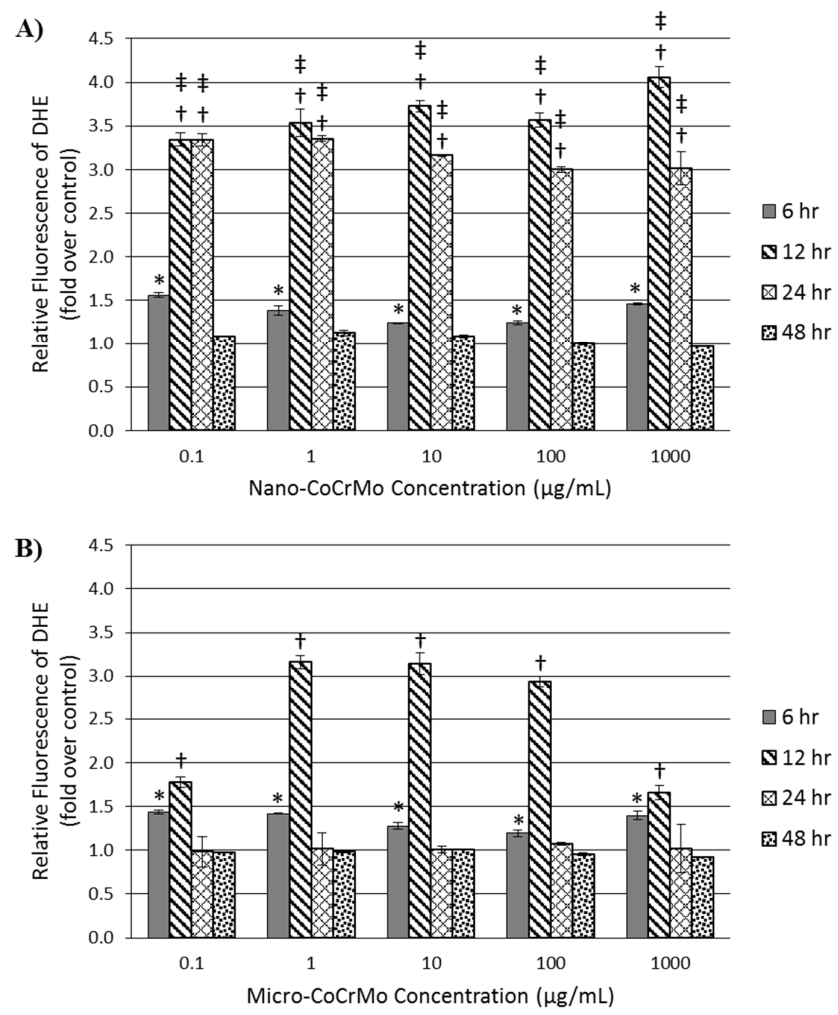 A)
Relative Fluorescence of DHE
(fold over control)
4.5
4.0
3.5
3.0
2.5
2.0
1.5
1.0
0.5
0.0
‡ ‡ ‡ ‡ ‡ ‡ ‡ ‡ ‡ ‡
† † † † † † † † † †
* * * * *
0.1 1 10 100 1000
Nano-CoCrMo Concentration (µg/mL)
6 hr
12 hr
24 hr
48 hr
B)
Relative Fluorescence of DHE
(fold over control)
4.5
4.0
3.5
3.0
2.5
2.0
1.5
1.0
0.5
0.0
† † † † †
* * * * *
0.1 1 10 100 1000
Micro-CoCrMo Concentration (µg/mL)
6 hr
12 hr
24 hr
48 hr